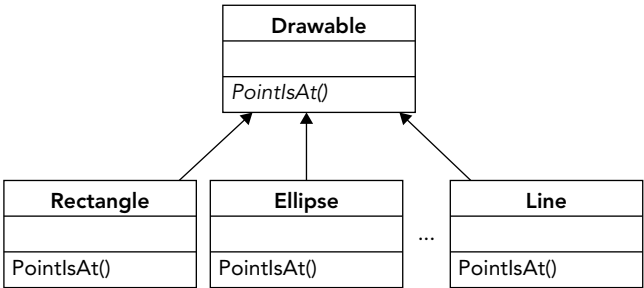 Drawable
PointIsAt()
Rectangle
Ellipse
Line
...
PointIsAt()
PointIsAt()
PointIsAt()